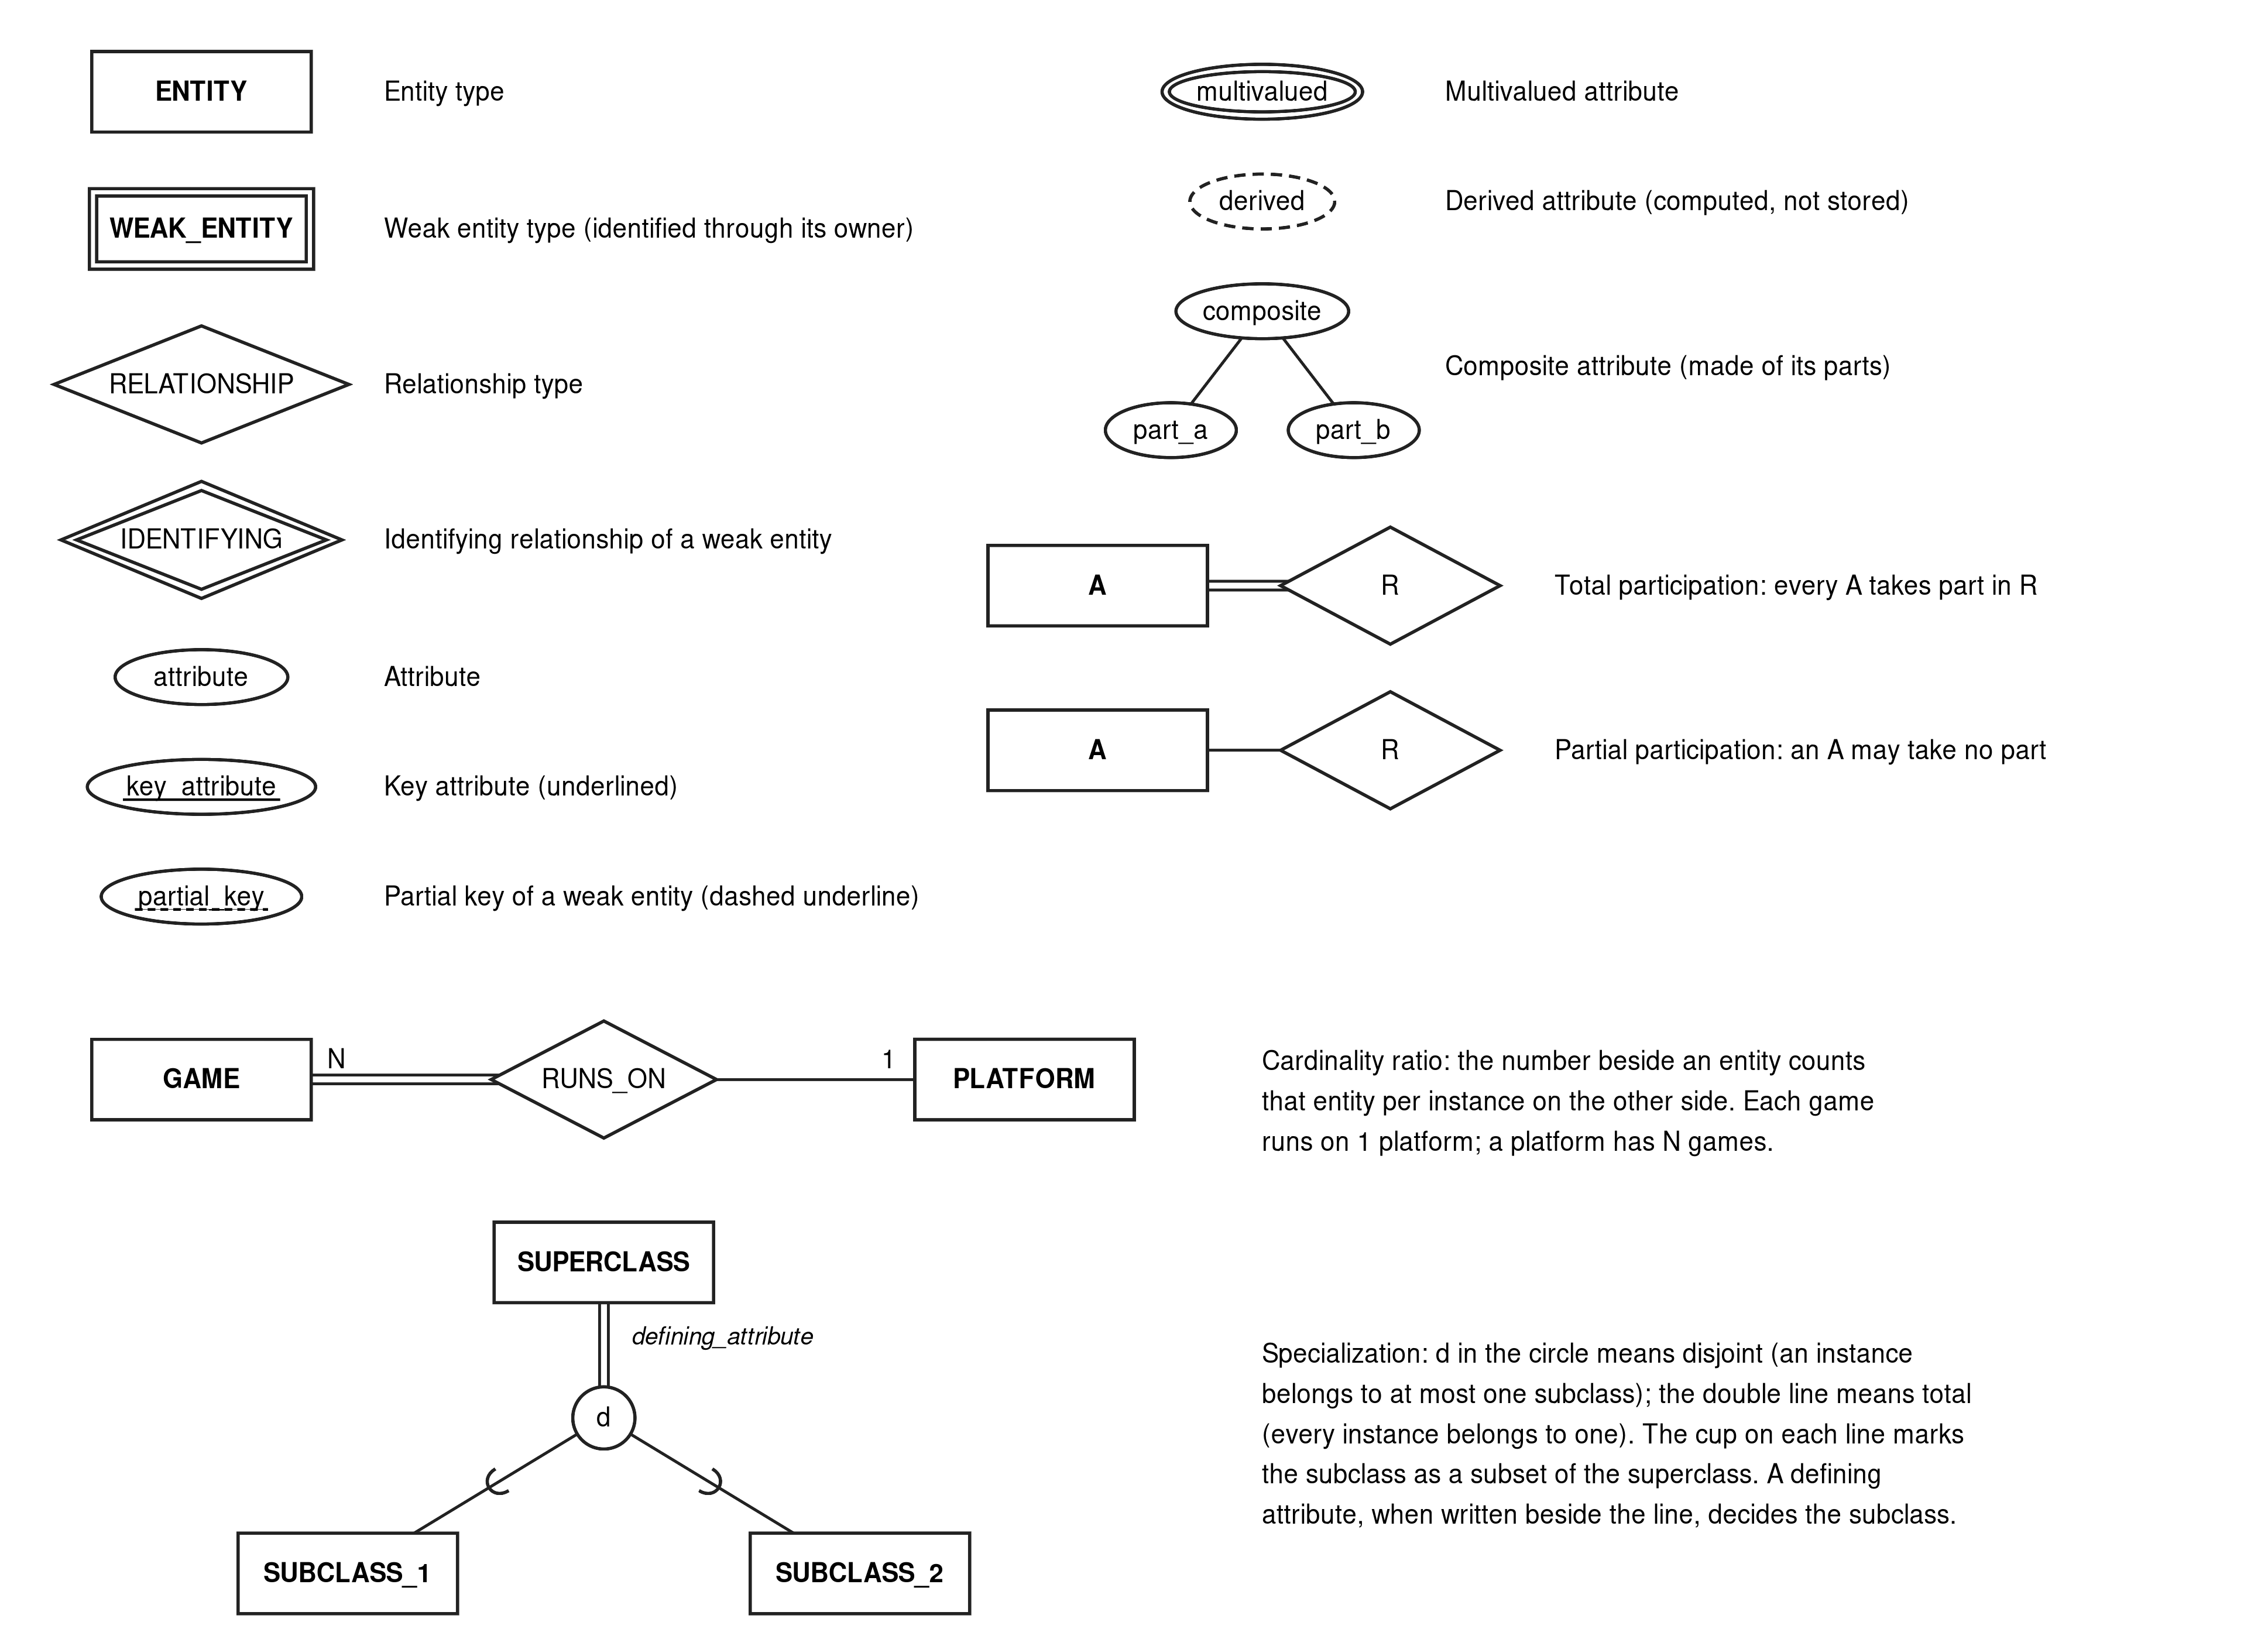 ENTITY
Entity type
WEAK_ENTITY
Weak entity type (identified through its owner)
RELATIONSHIP
Relationship type
IDENTIFYING
Identifying relationship of a weak entity
attribute
Attribute
key_attribute
Key attribute (underlined)
partial_key
Partial key of a weak entity (dashed underline)
multivalued
Multivalued attribute
derived
Derived attribute (computed, not stored)
composite
part_a
part_b
Composite attribute (made of its parts)
A
R
Total participation: every A takes part in R
A
R
Partial participation: an A may take no part
GAME
N
RUNS_ON
1
PLATFORM
Cardinality ratio: the number beside an entity counts
that entity per instance on the other side. Each game
runs on 1 platform; a platform has N games.
SUPERCLASS
defining_attribute
d
SUBCLASS_1
SUBCLASS_2
Specialization: d in the circle means disjoint (an instance
belongs to at most one subclass); the double line means total
(every instance belongs to one). The cup on each line marks
the subclass as a subset of the superclass. A defining
attribute, when written beside the line, decides the subclass.